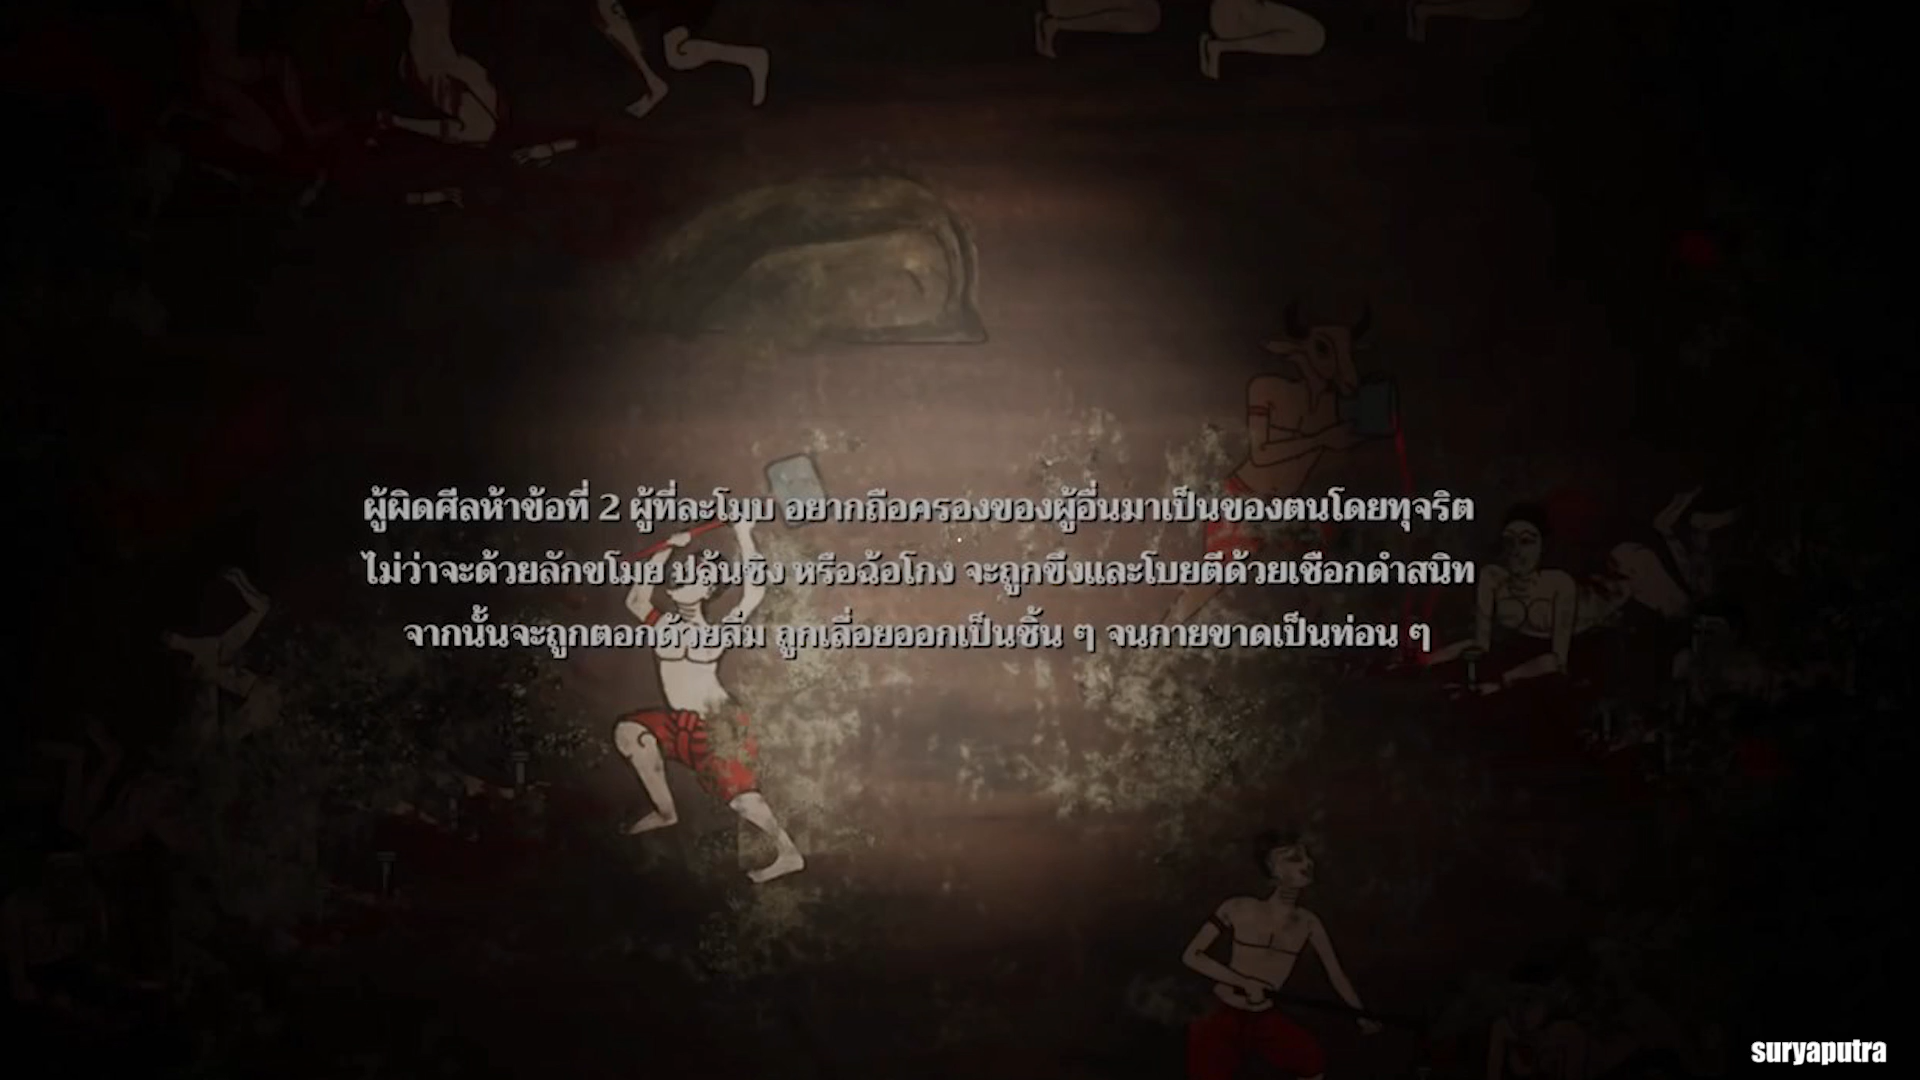 ผู้ผิดศีลห้าข้อที่ 2 ผู้ที่ละโมบ อยากถือครองของผู้อื่นมาเป็นของตนโดยทุจริต
ไม่ว่าจะด้วยลักขโมย ปล้นชิง หรือฉ้อโกง จะถูกขึงและโบยตีด้วยเชือกดำสนิท
จากนั้นจะถูกตอกด้วยลิ่ม ถูกเลื่อยออกเป็นชิ้น ๆ จนกายขาดเป็นท่อน ๆ
suryaputra